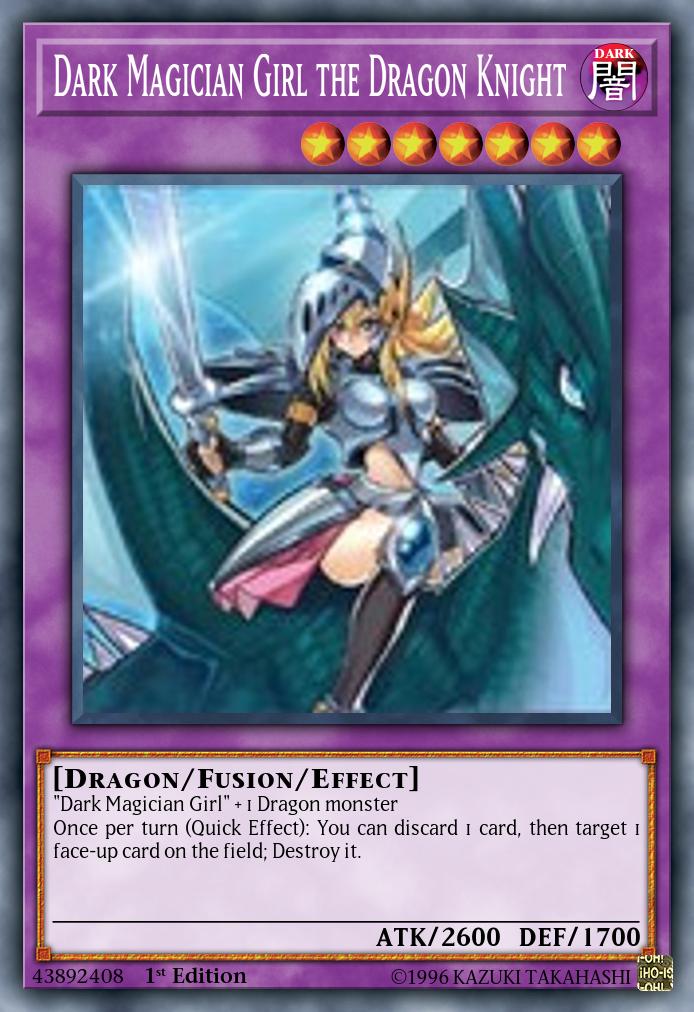 DARK MAGICIAN GIRL THE DRAGON KNIGHT
DARK
闇
[DRAGON/FUSION/EFFECT]
"Dark Magician Girl" + 1 Dragon monster
Once per turn (Quick Effect): You can discard 1 card, then target 1
face-up card on the field; Destroy it.
ATK/2600 DEF/1700
43892408 1st Edition ©1996 KAZUKI TAKAHASHI